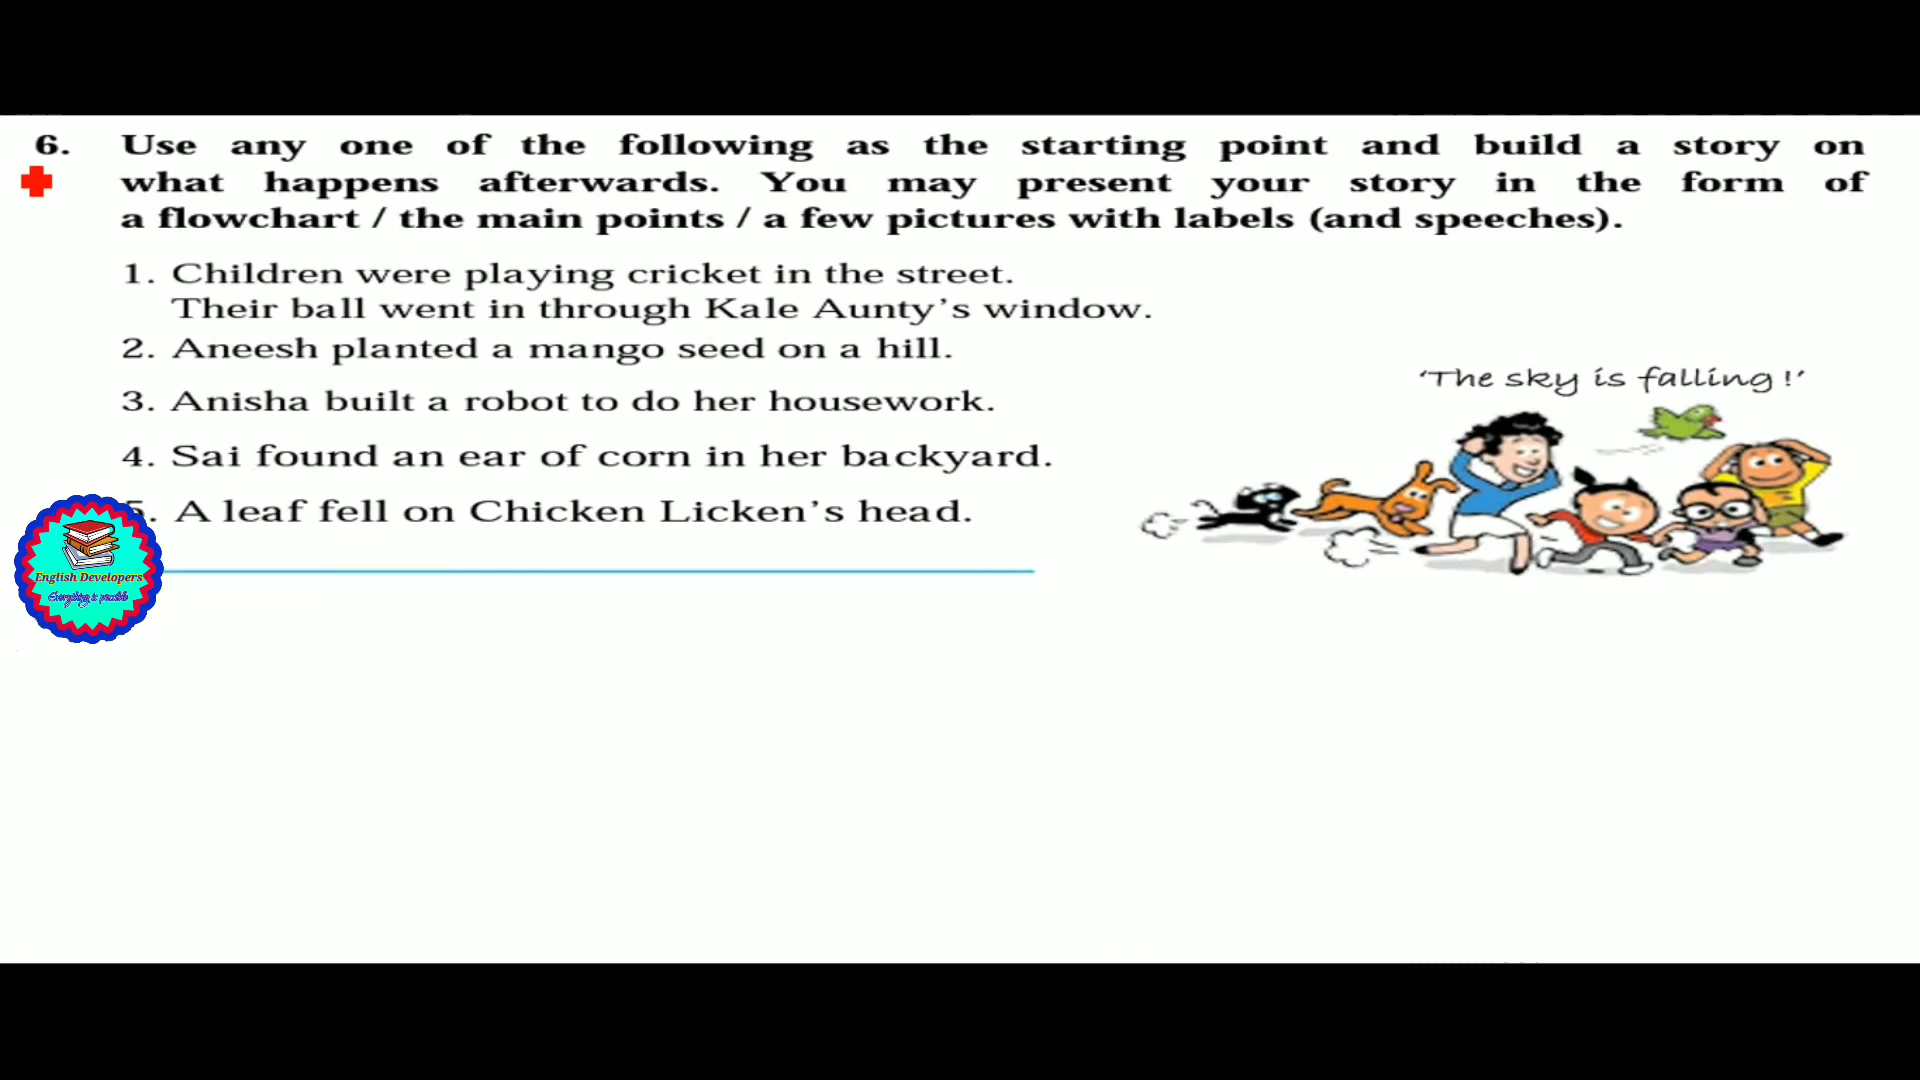 6. Use any one of the following as the starting point and build a story on
what happens afterwards. You may present your story in the form of
a flowchart / the main points / a few pictures with labels (and speeches).
1. Children were playing cricket in the street.
Their ball went in through Kale Aunty's window.
2. Aneesh planted a mango seed on a hill.
'The sky is falling!'
3. Anisha built a robot to do her housework.
4. Sai found an ear of corn in her backyard.
5. A leaf fell on Chicken Licken's head.
English Developers
Everything is possible